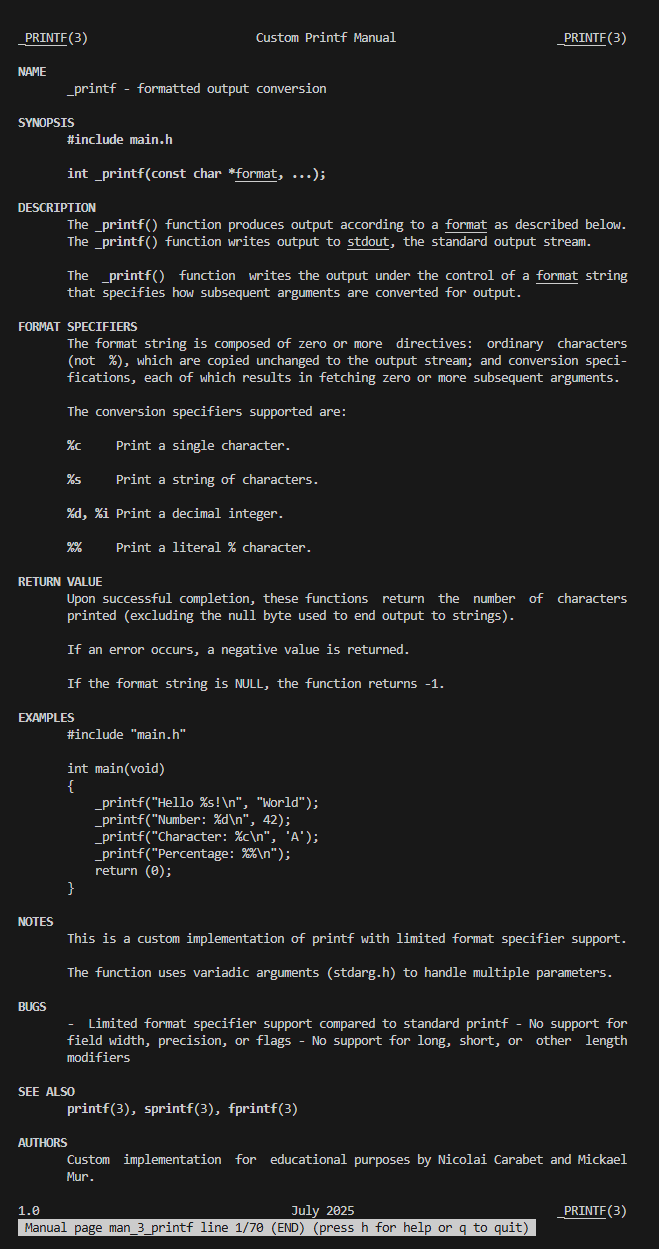 _PRINTF(3)                        Custom Printf Manual                       _PRINTF(3)
NAME
_printf - formatted output conversion
SYNOPSIS
#include main.h
int _printf(const char *format, ...);
DESCRIPTION
The _printf() function produces output according to a format as described below.
The _printf() function writes output to stdout, the standard output stream.
The  _printf()  function  writes the output under the control of a format string
that specifies how subsequent arguments are converted for output.
FORMAT SPECIFIERS
The format string is composed of zero or more  directives:  ordinary  characters
(not  %), which are copied unchanged to the output stream; and conversion speci-
fications, each of which results in fetching zero or more subsequent arguments.
The conversion specifiers supported are:
%c     Print a single character.
%s     Print a string of characters.
%d, %i Print a decimal integer.
%%     Print a literal % character.
RETURN VALUE
Upon successful completion, these functions  return  the  number  of  characters
printed (excluding the null byte used to end output to strings).
If an error occurs, a negative value is returned.
If the format string is NULL, the function returns -1.
EXAMPLES
#include "main.h"
int main(void)
{
    _printf("Hello %s!\n", "World");
    _printf("Number: %d\n", 42);
    _printf("Character: %c\n", 'A');
    _printf("Percentage: %%\n");
    return (0);
}
NOTES
This is a custom implementation of printf with limited format specifier support.
The function uses variadic arguments (stdarg.h) to handle multiple parameters.
BUGS
-  Limited format specifier support compared to standard printf - No support for
field width, precision, or flags - No support for long, short, or  other  length
modifiers
SEE ALSO
printf(3), sprintf(3), fprintf(3)
AUTHORS
Custom  implementation  for  educational purposes by Nicolai Carabet and Mickael
Mur.
1.0                                    July 2025                             _PRINTF(3)
Manual page man_3_printf line 1/70 (END) (press h for help or q to quit)